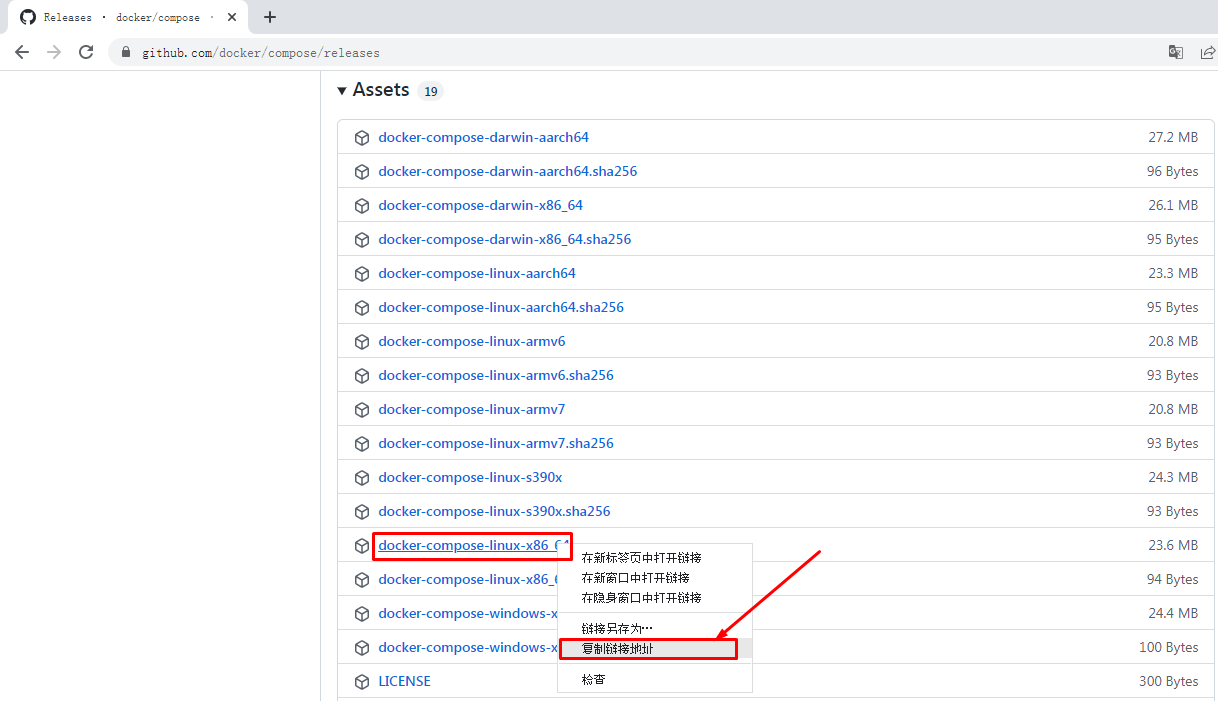 Releases · docker/compose ·
github.com/docker/compose/releases
Assets 19
docker-compose-darwin-aarch64 27.2 MB
docker-compose-darwin-aarch64.sha256 96 Bytes
docker-compose-darwin-x86_64 26.1 MB
docker-compose-darwin-x86_64.sha256 95 Bytes
docker-compose-linux-aarch64 23.3 MB
docker-compose-linux-aarch64.sha256 95 Bytes
docker-compose-linux-armv6 20.8 MB
docker-compose-linux-armv6.sha256 93 Bytes
docker-compose-linux-armv7 20.8 MB
docker-compose-linux-armv7.sha256 93 Bytes
docker-compose-linux-s390x 24.3 MB
docker-compose-linux-s390x.sha256 93 Bytes
docker-compose-linux-x86_64 23.6 MB
在新标签页中打开链接
在新窗口中打开链接
docker-compose-linux-x86_6 94 Bytes
在隐身窗口中打开链接
docker-compose-windows-x 24.4 MB
链接另存为…
docker-compose-windows-x 100 Bytes
复制链接地址
检查
LICENSE 300 Bytes